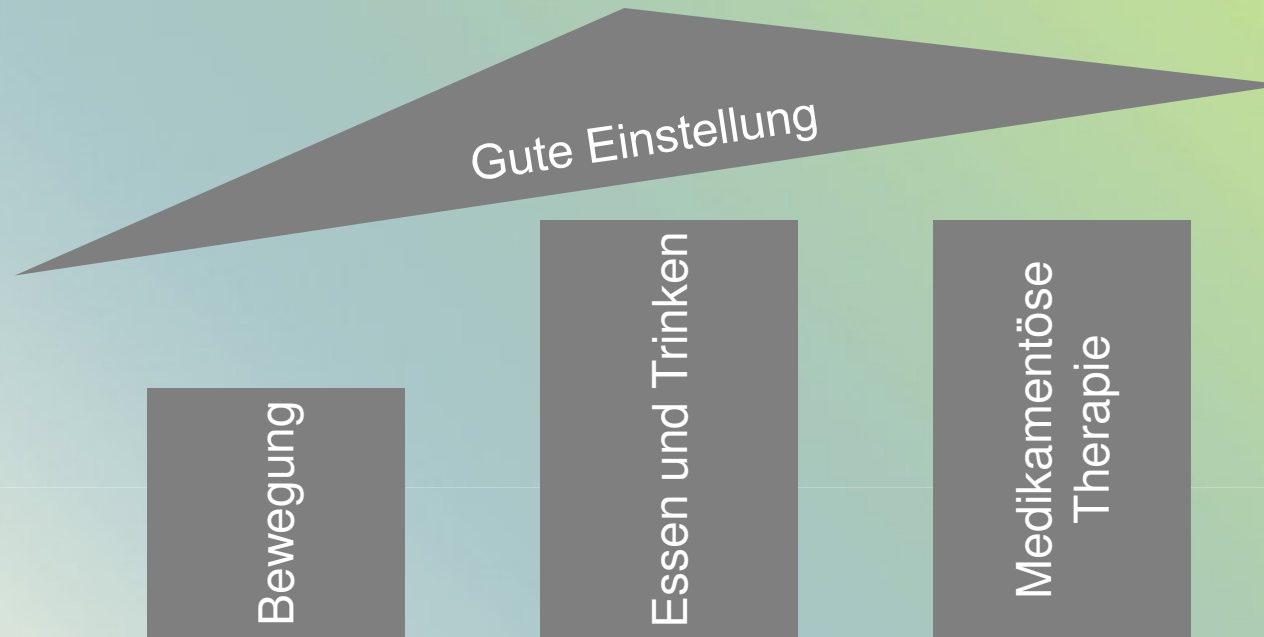 Gute Einstellung
Bewegung
Essen und Trinken
Medikamentöse
Therapie